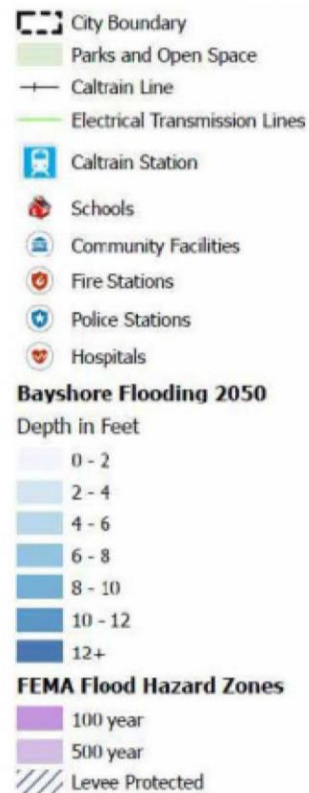 City Boundary
Parks and Open Space
Caltrain Line
Electrical Transmission Lines
Caltrain Station
Schools
Community Facilities
Fire Stations
Police Stations
Hospitals
Bayshore Flooding 2050
Depth in Feet
0 - 2
2 - 4
4 - 6
6 - 8
8 - 10
10 - 12
12+
FEMA Flood Hazard Zones
100 year
500 year
Levee Protected